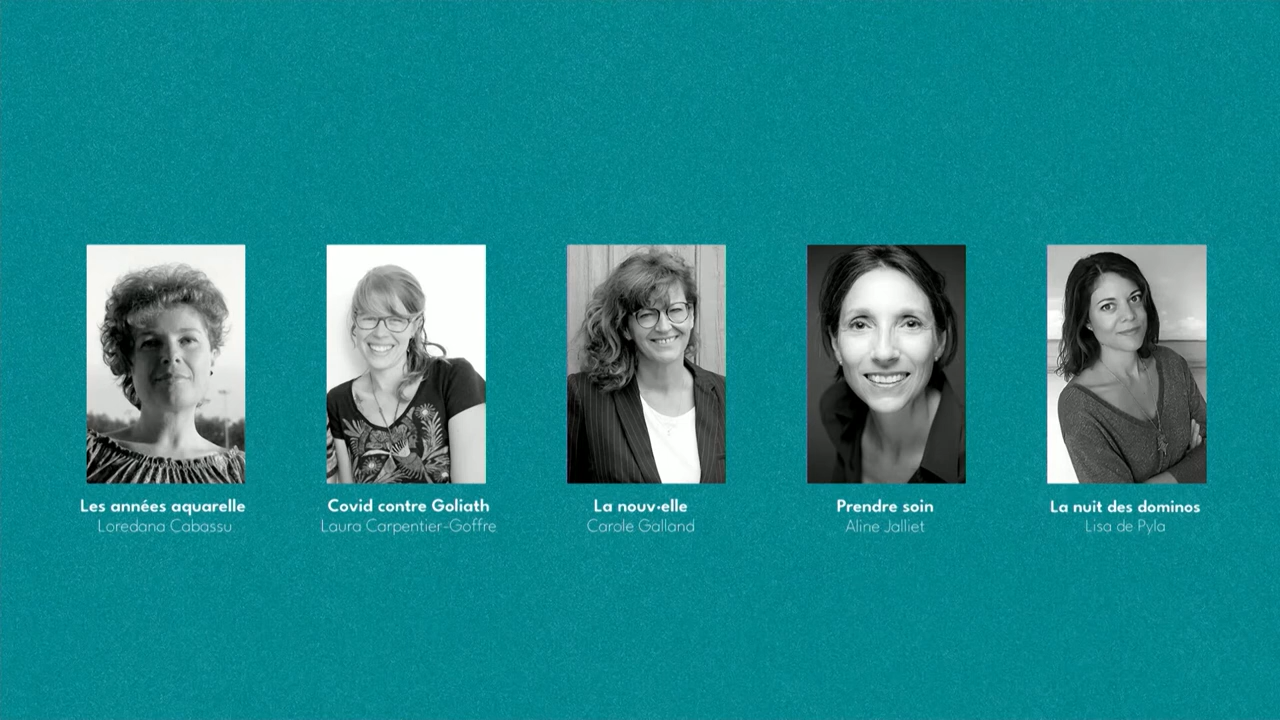 Les années aquarelle
Loredana Cabassu
Covid contre Goliath
Laura Carpentier-Goffre
La nouv·elle
Carole Galland
Prendre soin
Aline Jalliet
La nuit des dominos
Lisa de Pyla